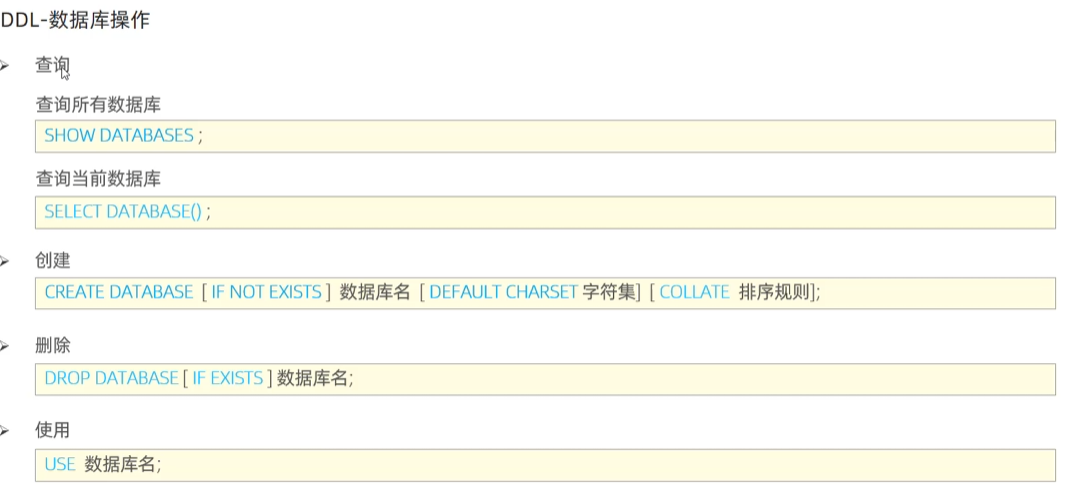 DDL-数据库操作
查询
查询所有数据库
SHOW DATABASES ;
查询当前数据库
SELECT DATABASE() ;
创建
CREATE DATABASE [ IF NOT EXISTS ] 数据库名 [ DEFAULT CHARSET 字符集] [ COLLATE 排序规则];
删除
DROP DATABASE [ IF EXISTS ] 数据库名;
使用
USE 数据库名;